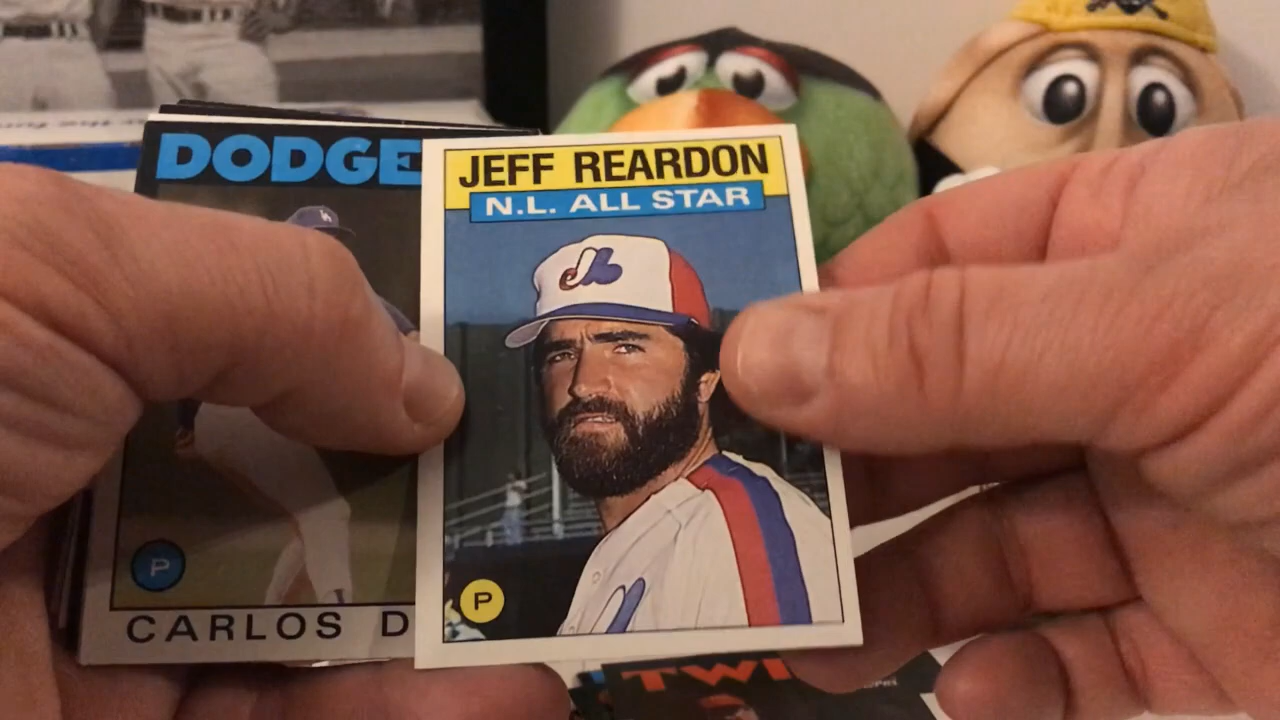 DODGE
JEFF REARDON
N.L. ALL STAR
P
P
CARLOS D
TWI